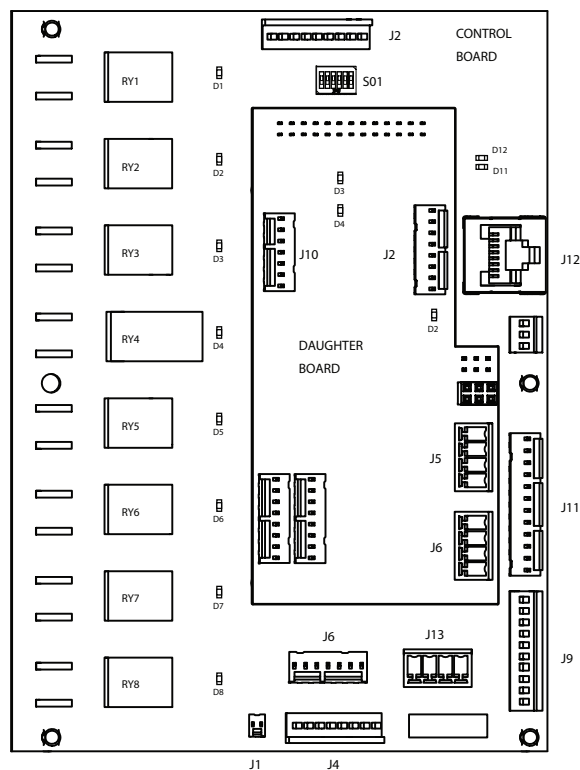 J2
CONTROL
BOARD
RY1
D1
S01
RY2
D2
D12
D11
D3
D4
RY3
D3
J10
J2
J12
RY4
D4
D2
DAUGHTER
BOARD
RY5
D5
J5
RY6
D6
J6
J11
RY7
D7
J6
J13
J9
RY8
D8
J1
J4